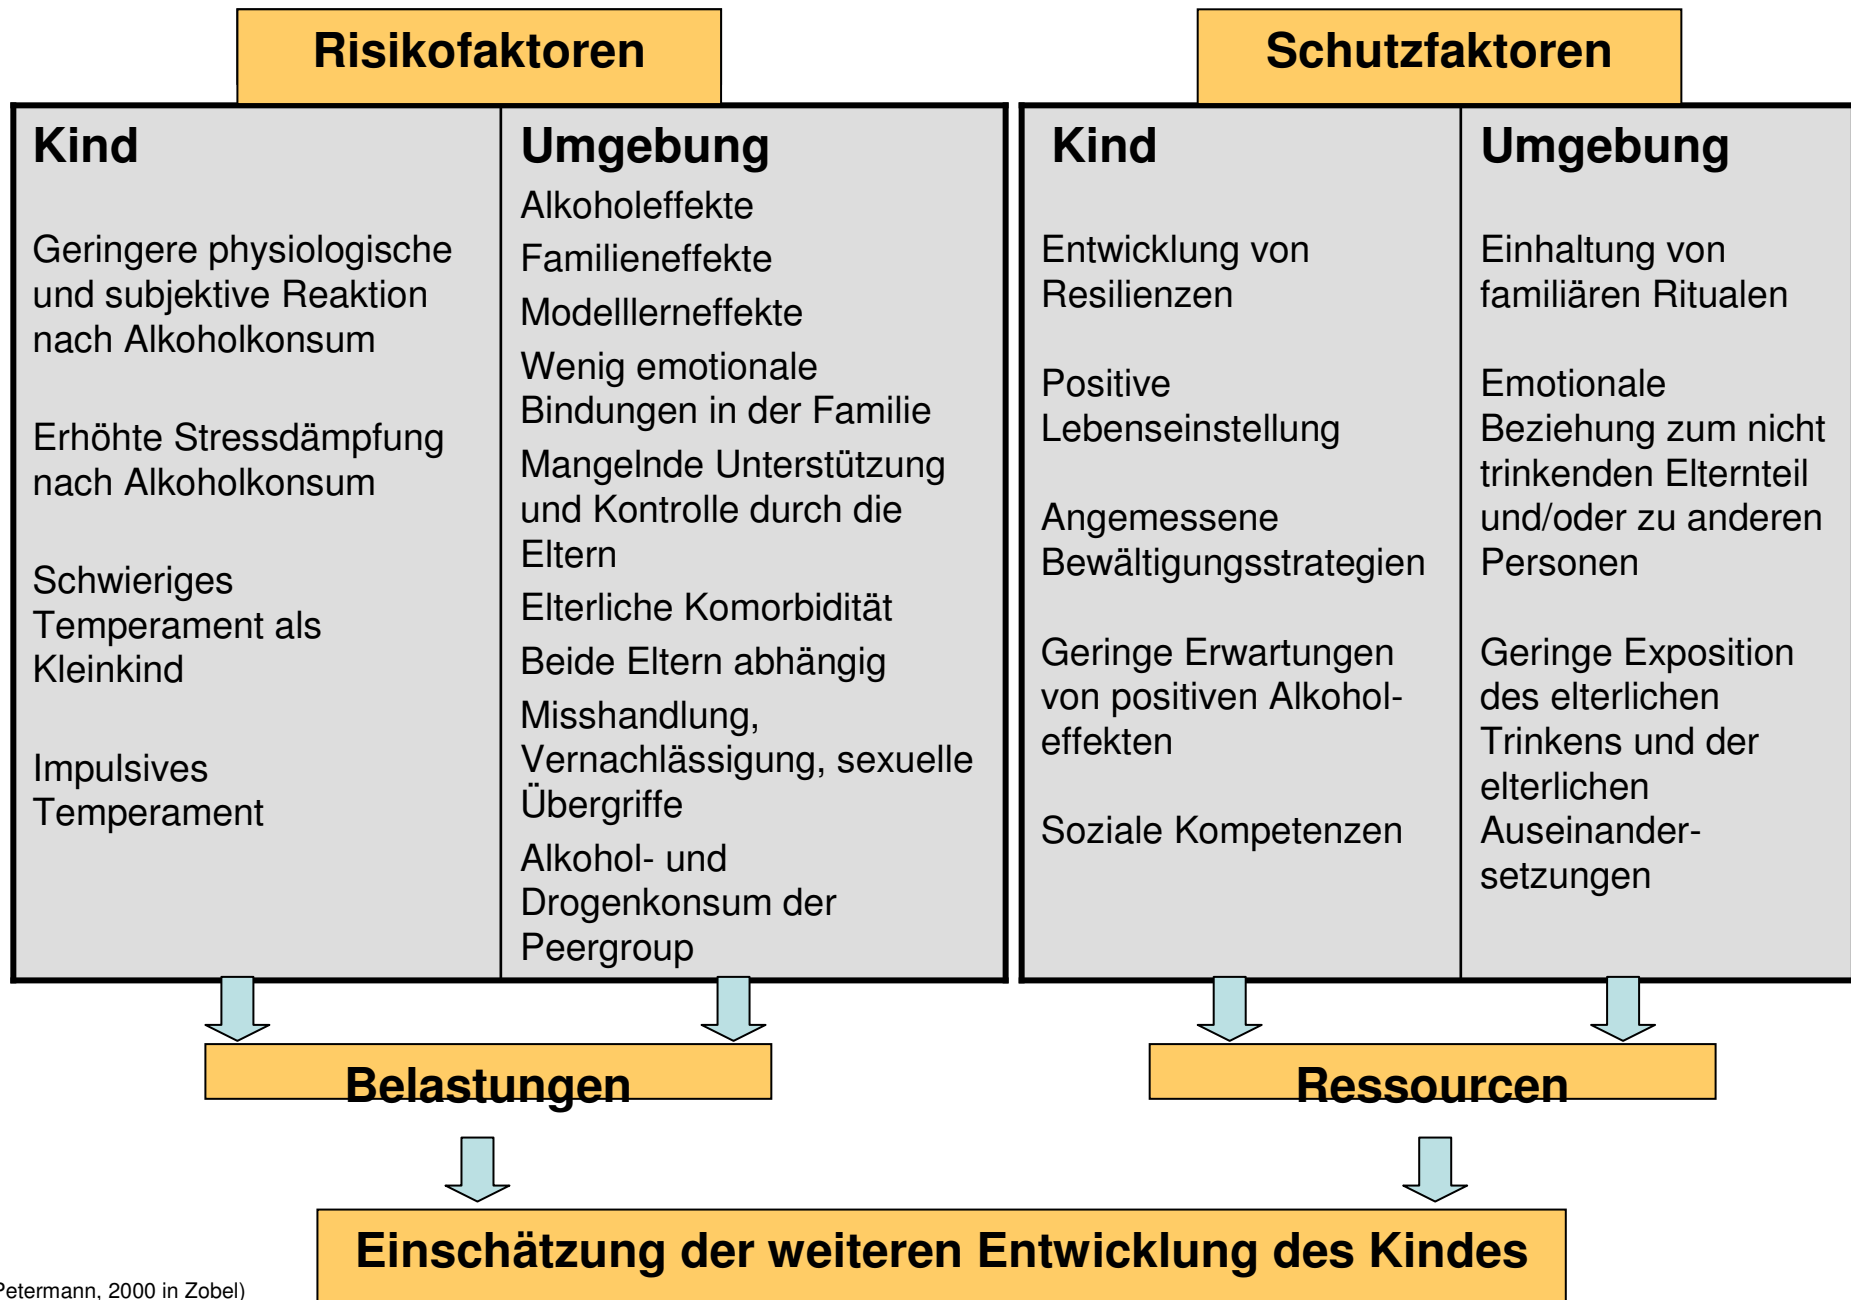 Risikofaktoren
Kind
Geringere physiologische
und subjektive Reaktion
nach Alkoholkonsum
Erhöhte Stressdämpfung
nach Alkoholkonsum
Schwieriges
Temperament als
Kleinkind
Impulsives
Temperament
Umgebung
Alkoholeffekte
Familieneffekte
Modelllerneffekte
Wenig emotionale
Bindungen in der Familie
Mangelnde Unterstützung
und Kontrolle durch die
Eltern
Elterliche Komorbidität
Beide Eltern abhängig
Misshandlung,
Vernachlässigung, sexuelle
Übergriffe
Alkohol- und
Drogenkonsum der
Peergroup
Schutzfaktoren
Kind
Entwicklung von
Resilienzen
Positive
Lebenseinstellung
Angemessene
Bewältigungsstrategien
Geringe Erwartungen
von positiven Alkohol-
effekten
Soziale Kompetenzen
Umgebung
Einhaltung von
familiären Ritualen
Emotionale
Beziehung zum nicht
trinkenden Elternteil
und/oder zu anderen
Personen
Geringe Exposition
des elterlichen
Trinkens und der
elterlichen
Auseinander-
setzungen
Belastungen
Ressourcen
Einschätzung der weiteren Entwicklung des Kindes
Petermann, 2000 in Zobel)